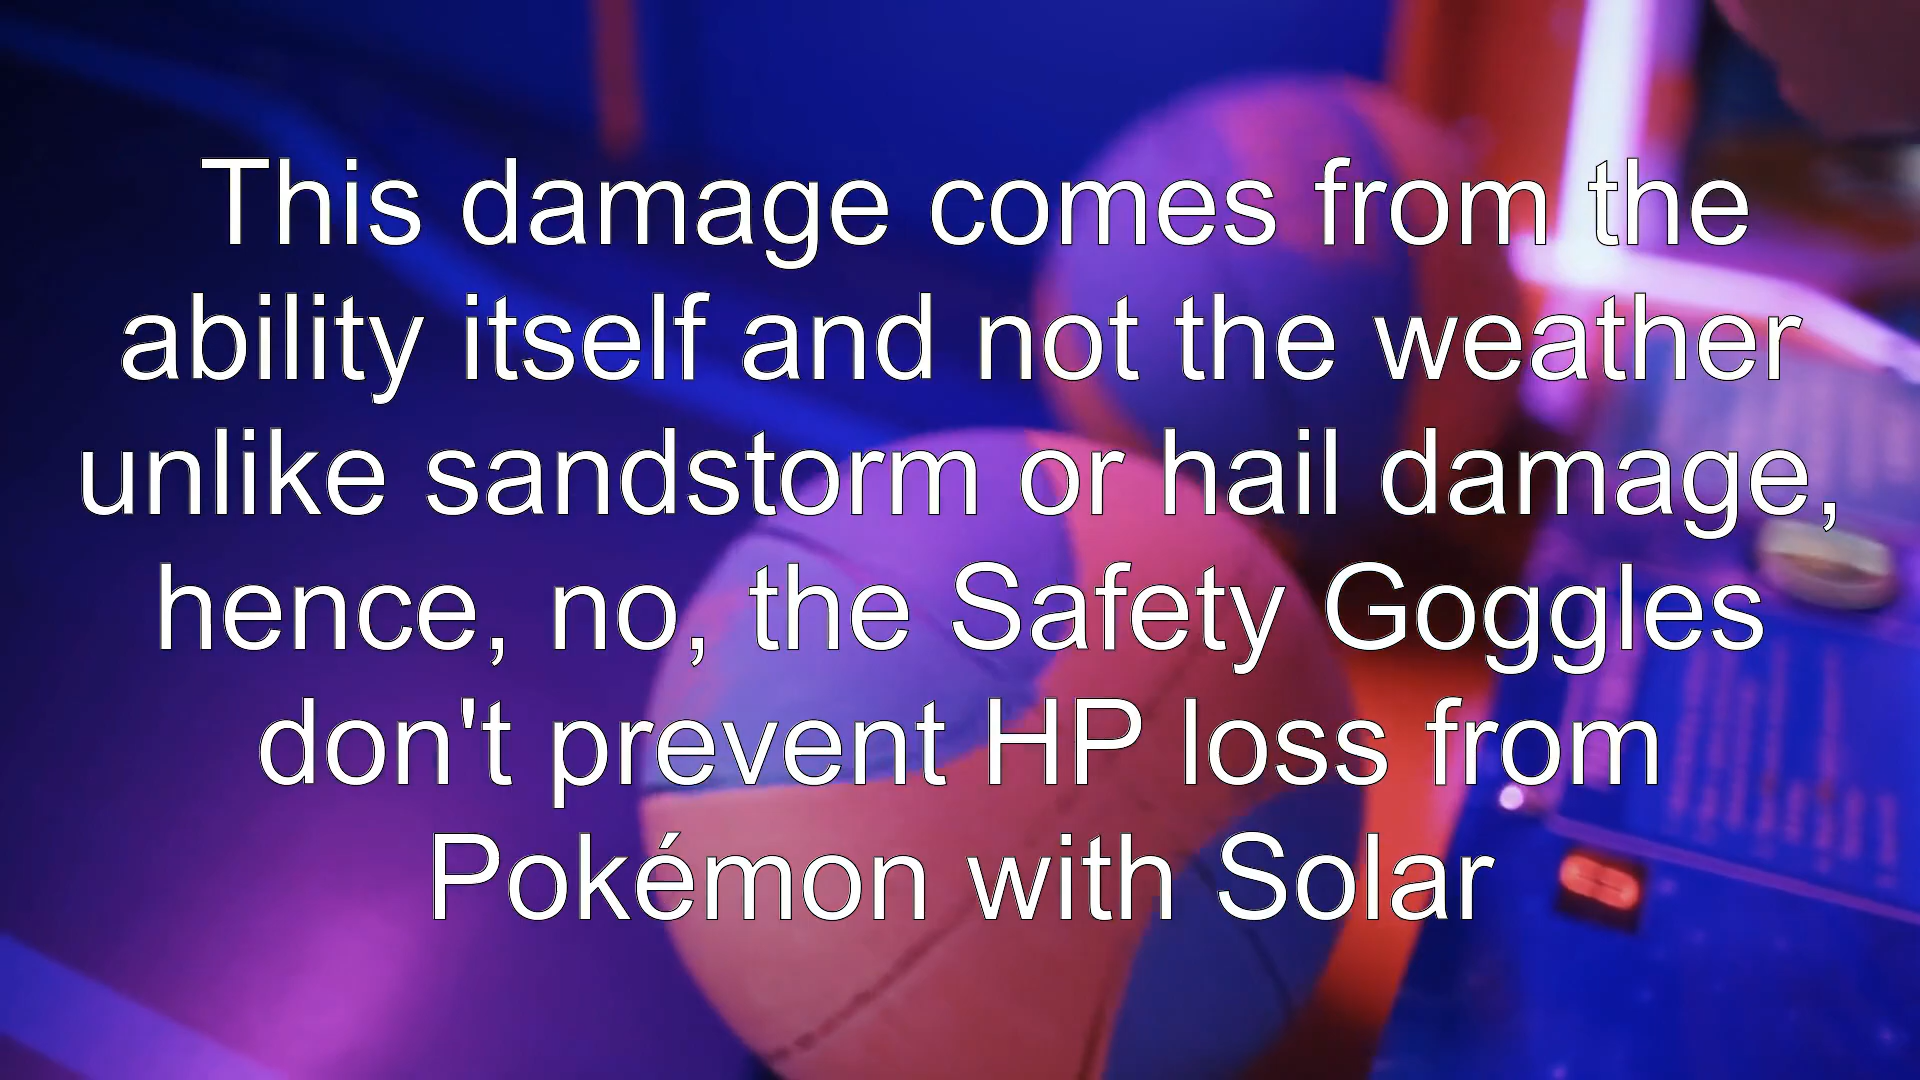 This damage comes from the
ability itself and not the weather
unlike sandstorm or hail damage,
hence, no, the Safety Goggles
don't prevent HP loss from
Pokémon with Solar